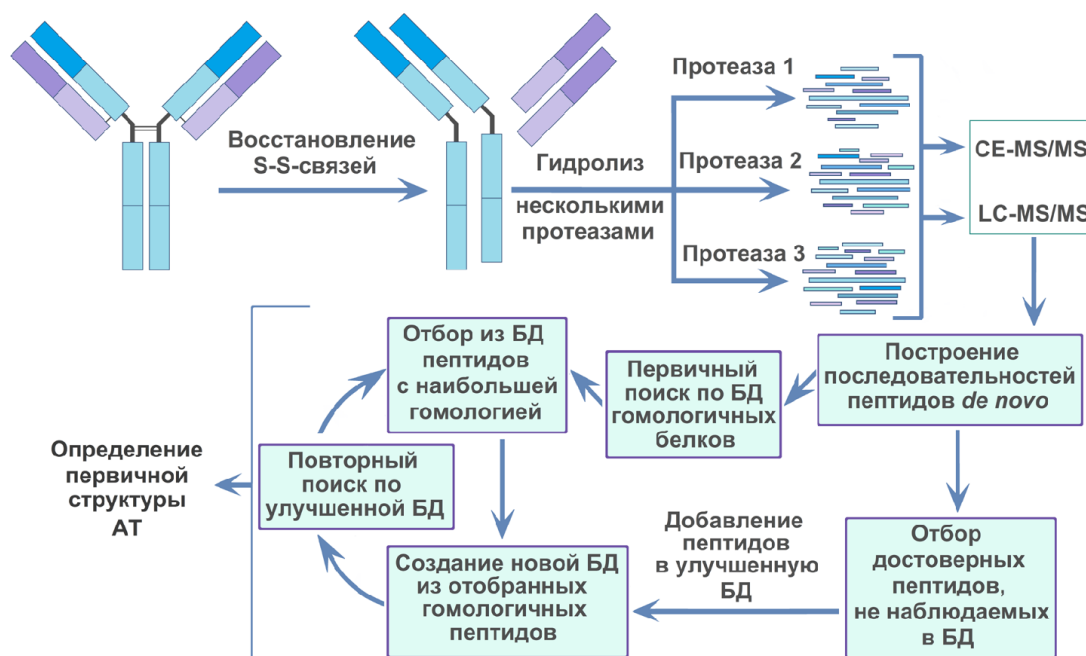 Восстановление
S-S-связей
Гидролиз
несколькими
протеазами
Протеаза 1
Протеаза 2
Протеаза 3
CE-MS/MS
LC-MS/MS
Построение
последовательностей
пептидов de novo
Первичный
поиск по БД
гомологичных
белков
Отбор из БД
пептидов
с наибольшей
гомологией
Повторный
поиск по
улучшенной БД
Определение
первичной
структуры
АТ
Создание новой БД
из отобранных
гомологичных
пептидов
Добавление
пептидов
в улучшенную
БД
Отбор
достоверных
пептидов,
не наблюдаемых
в БД